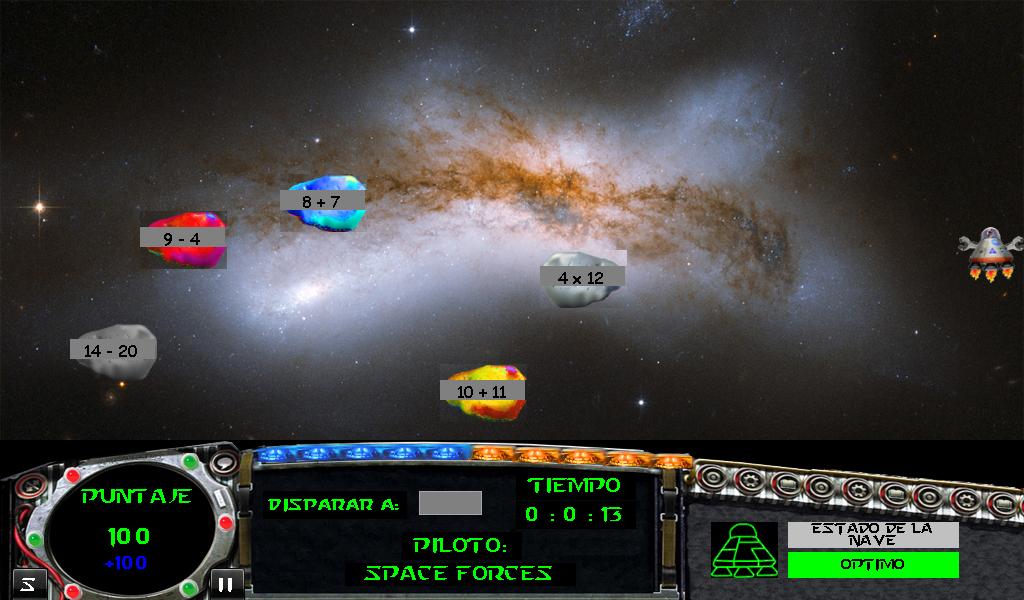 8 + 7
9 - 4
4 x 12
14 - 20
10 + 11
PUNTAJE
100
+100
DISPARAR A:
TIEMPO
0 : 0 : 13
PILOTO:
SPACE FORCES
ESTADO DE LA
NAVE
OPTIMO
S